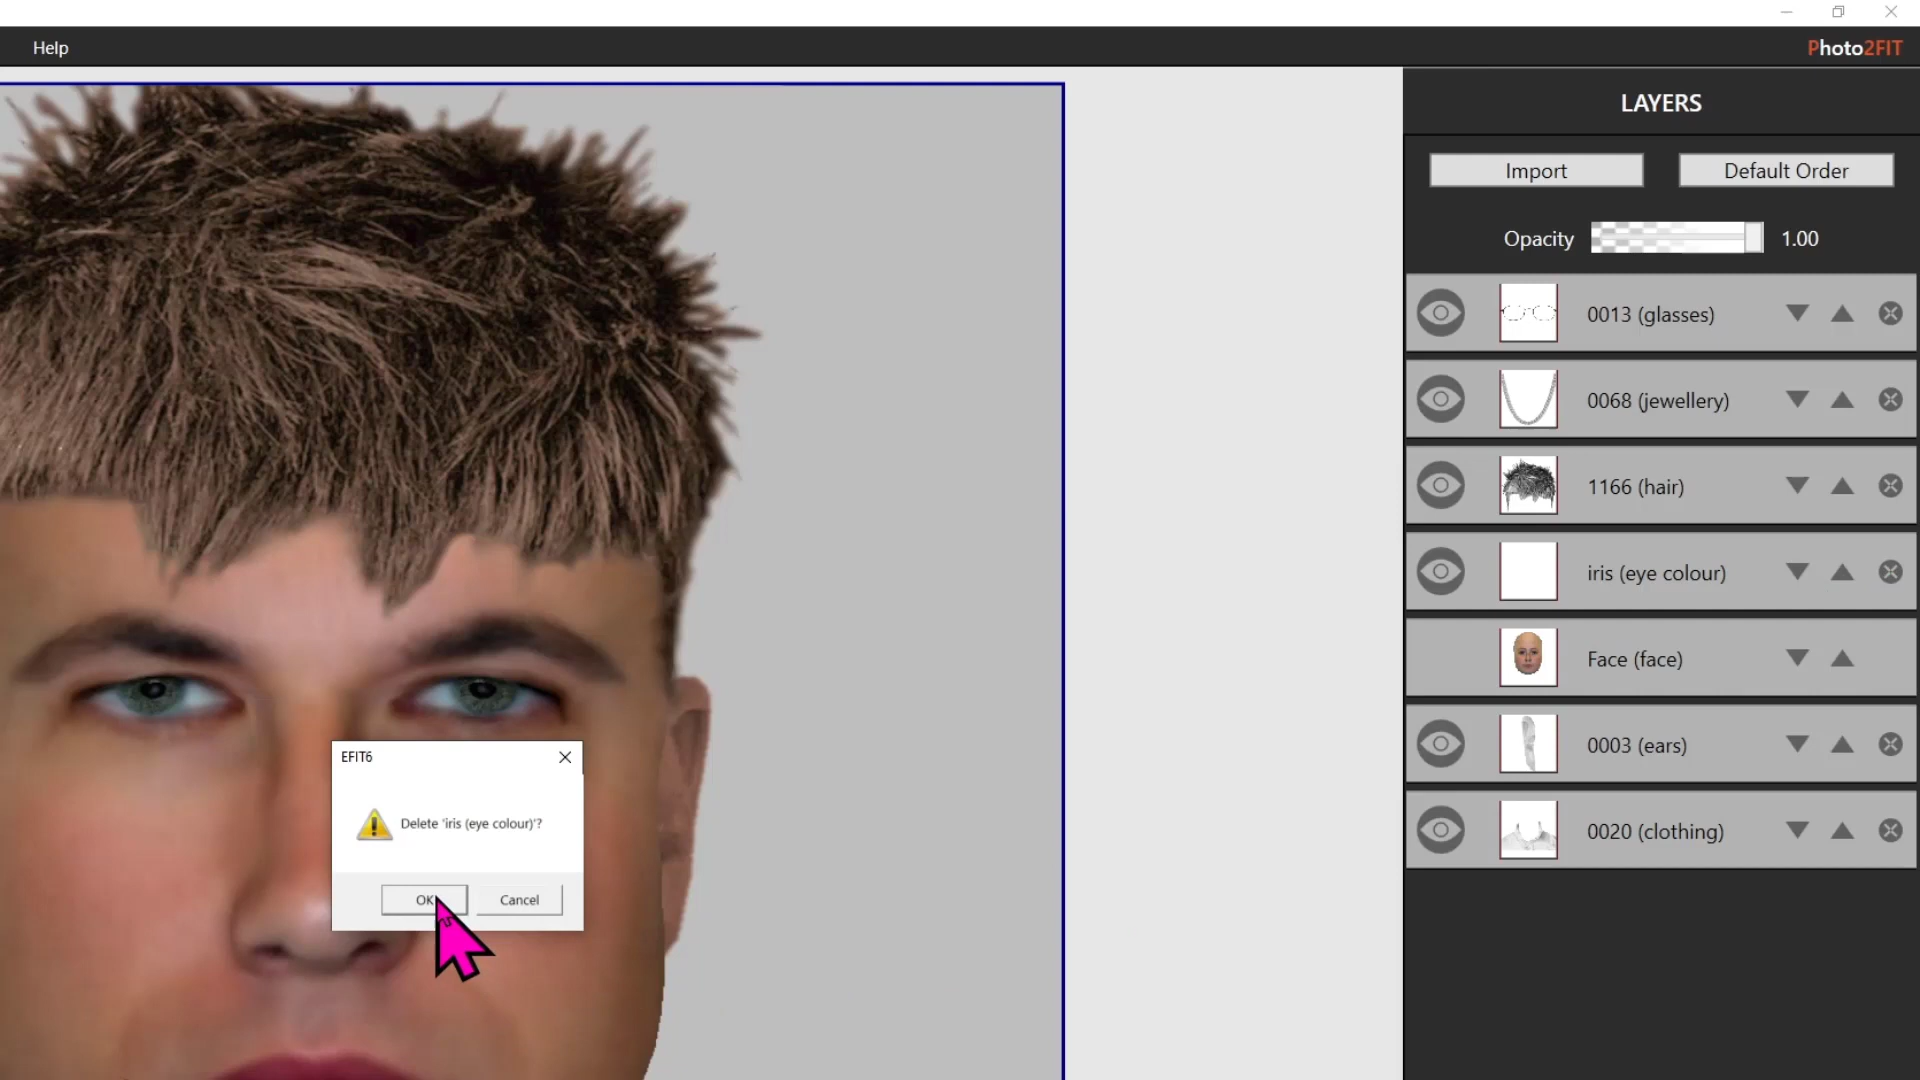 Help
Photo2FIT
LAYERS
Import
Default Order
Opacity
1.00
0013 (glasses)
0068 (jewellery)
1166 (hair)
iris (eye colour)
Face (face)
0003 (ears)
0020 (clothing)
EFIT6
Delete 'iris (eye colour)'?
OK
Cancel